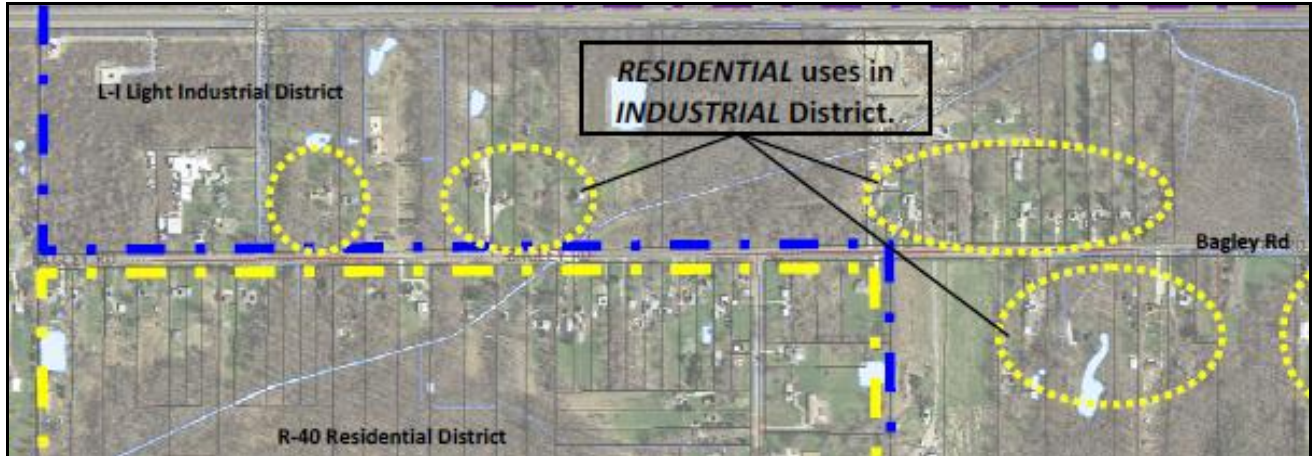 L-I Light Industrial District
RESIDENTIAL uses in
INDUSTRIAL District.
Bagley Rd
R-40 Residential District